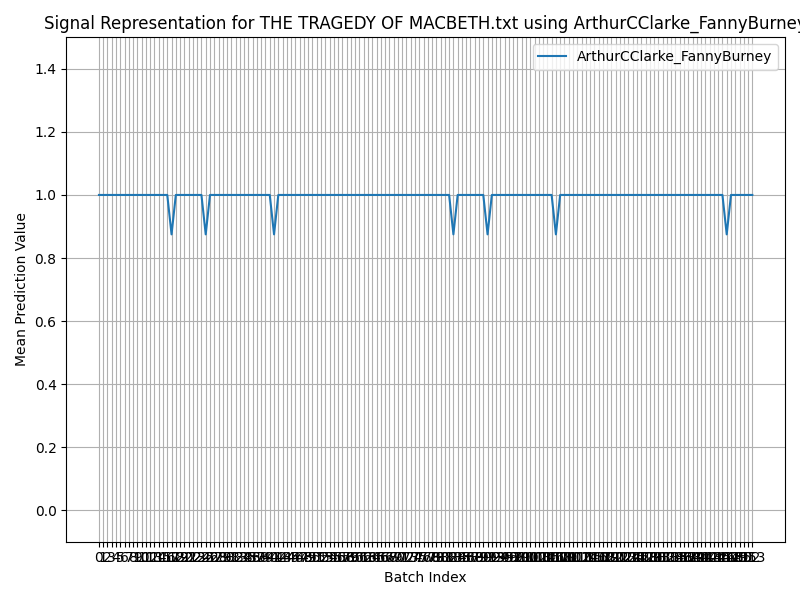 Signal Representation for THE TRAGEDY OF MACBETH.txt using ArthurCClarke_FannyBurney
ArthurCClarke_FannyBurney
1.4
1.2
1.0
0.8
0.6
0.4
0.2
0.0
Mean Prediction Value
Batch Index